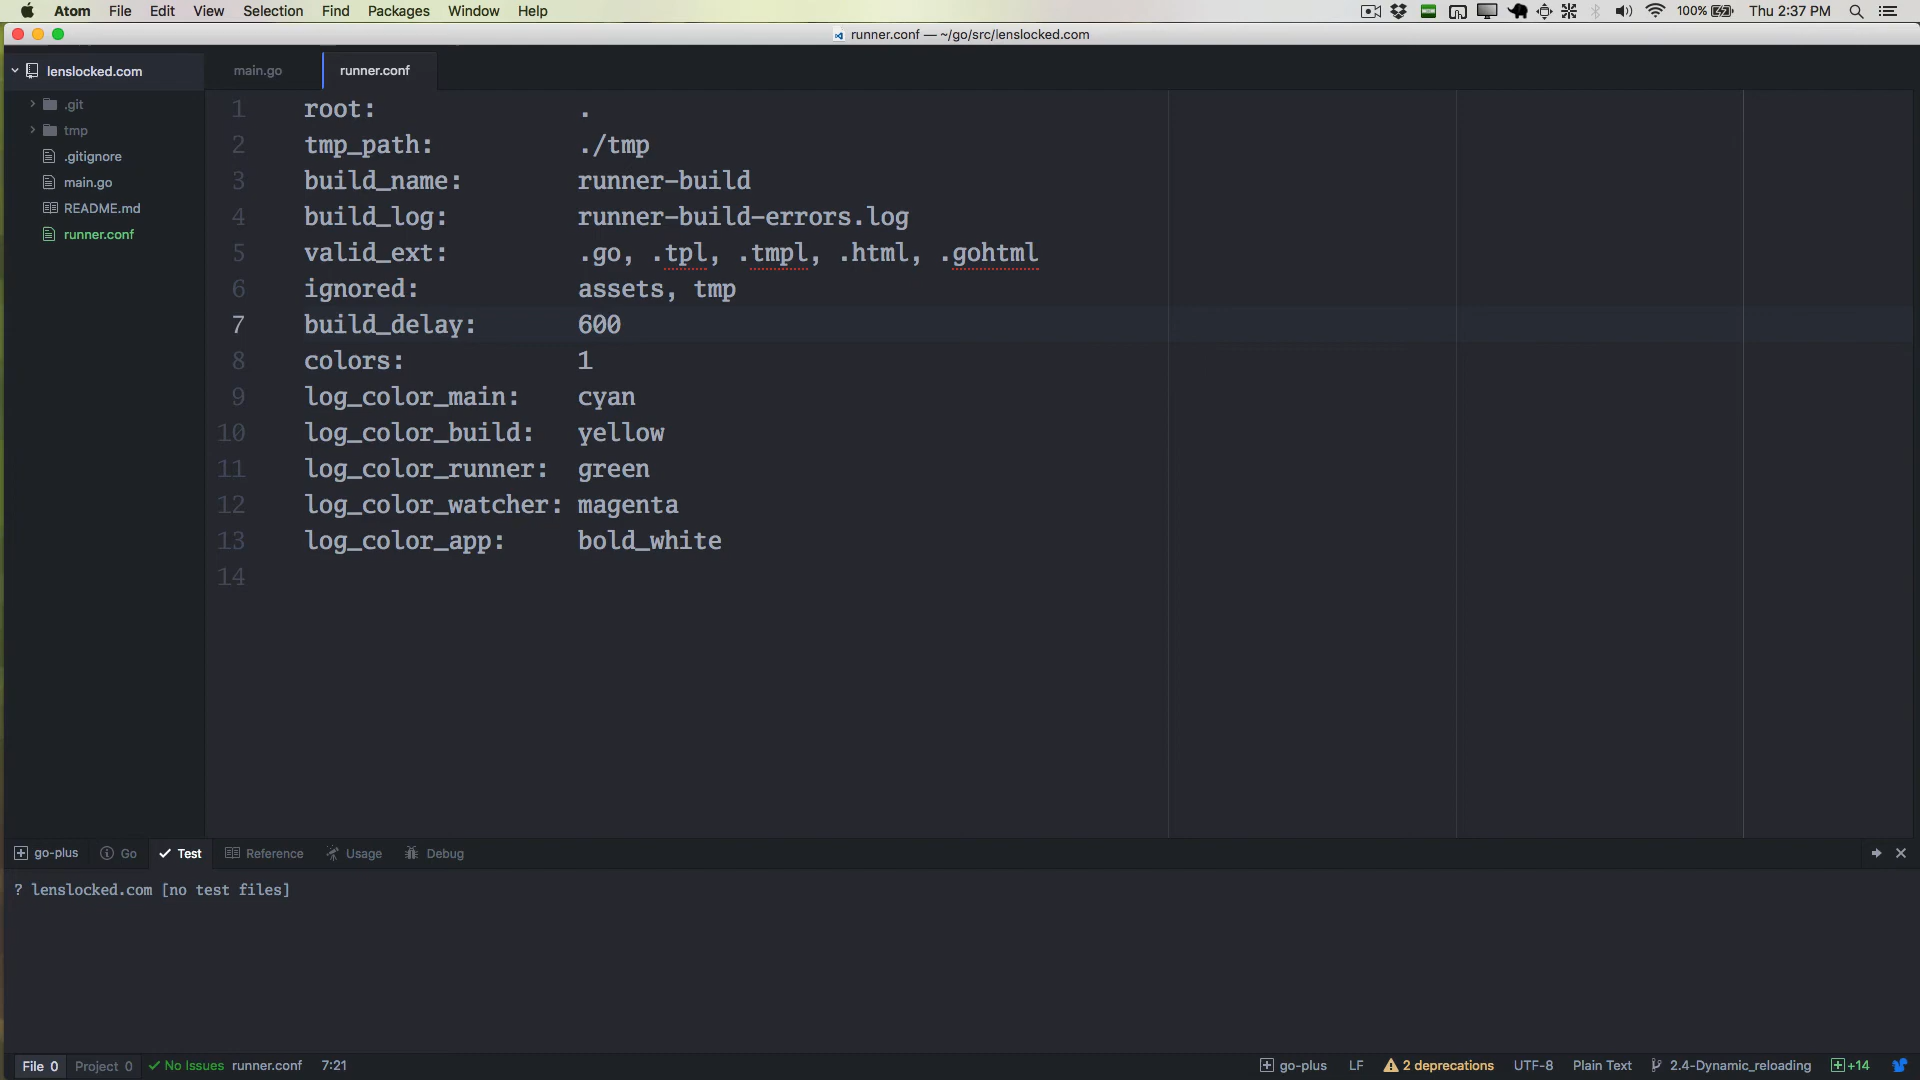 Atom File Edit View Selection Find Packages Window Help 100% Thu 2:37 PM
runner.conf — ~/go/src/lenslocked.com
lenslocked.com
main.go runner.conf
.git
tmp
.gitignore
main.go
README.md
runner.conf
1 root: .
2 tmp_path: ./tmp
3 build_name: runner-build
4 build_log: runner-build-errors.log
5 valid_ext: .go, .tpl, .tmpl, .html, .gohtml
6 ignored: assets, tmp
7 build_delay: 600
8 colors: 1
9 log_color_main: cyan
10 log_color_build: yellow
11 log_color_runner: green
12 log_color_watcher: magenta
13 log_color_app: bold_white
14
go-plus Go Test Reference Usage Debug
? lenslocked.com [no test files]
File 0 Project 0 No Issues runner.conf 7:21 go-plus LF 2 deprecations UTF-8 Plain Text 2.4-Dynamic_reloading +14